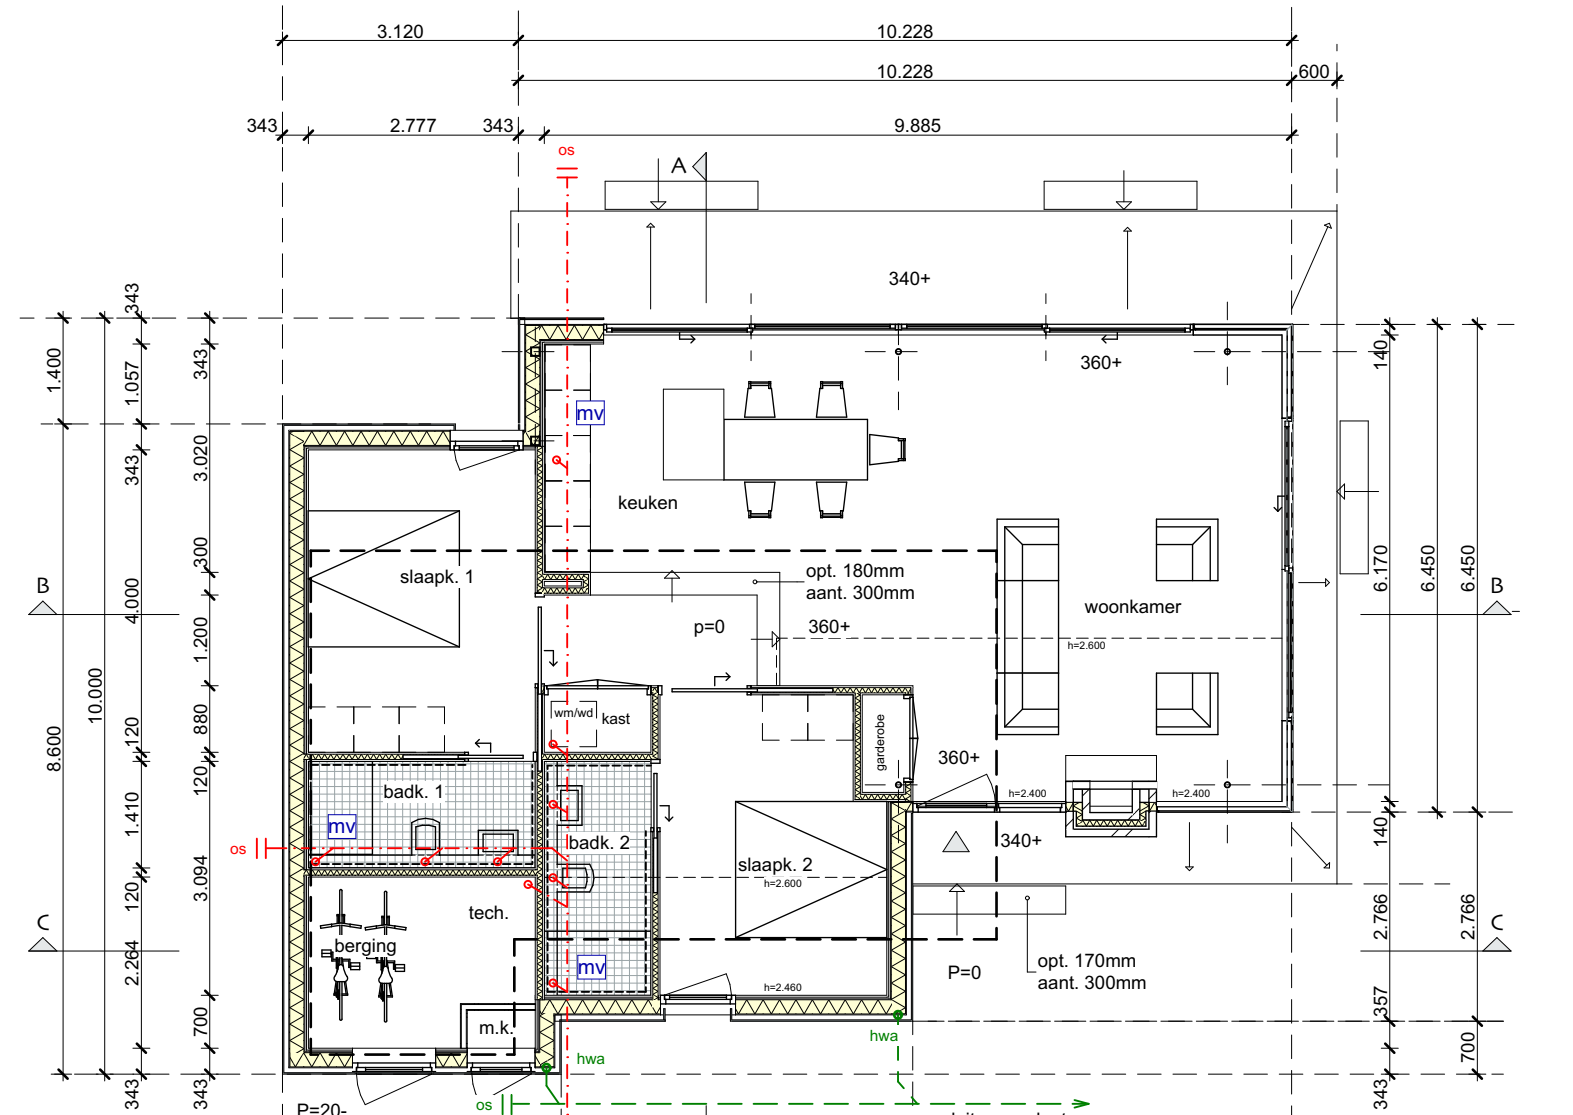 3.120
10.228
10.228
600
343
2.777
343
9.885
os
A
340+
343
1.400
1.057
343
140
360+
mv
343
3.020
keuken
300
slaapk. 1
opt. 180mm
aant. 300mm
6.170
6.450
6.450
B
B
4.000
woonkamer
p=0
360+
1.200
h=2.600
10.000
8.600
120
880
wm/wd
kast
garderobe
360+
120
badk. 1
h=2.400
h=2.400
1.410
mv
140
os
badk. 2
340+
slaapk. 2
h=2.600
3.094
120
tech.
2.766
2.766
C
C
berging
mv
P=0
opt. 170mm
aant. 300mm
2.264
h=2.460
357
700
m.k.
hwa
hwa
700
343
343
343
os
P=20-